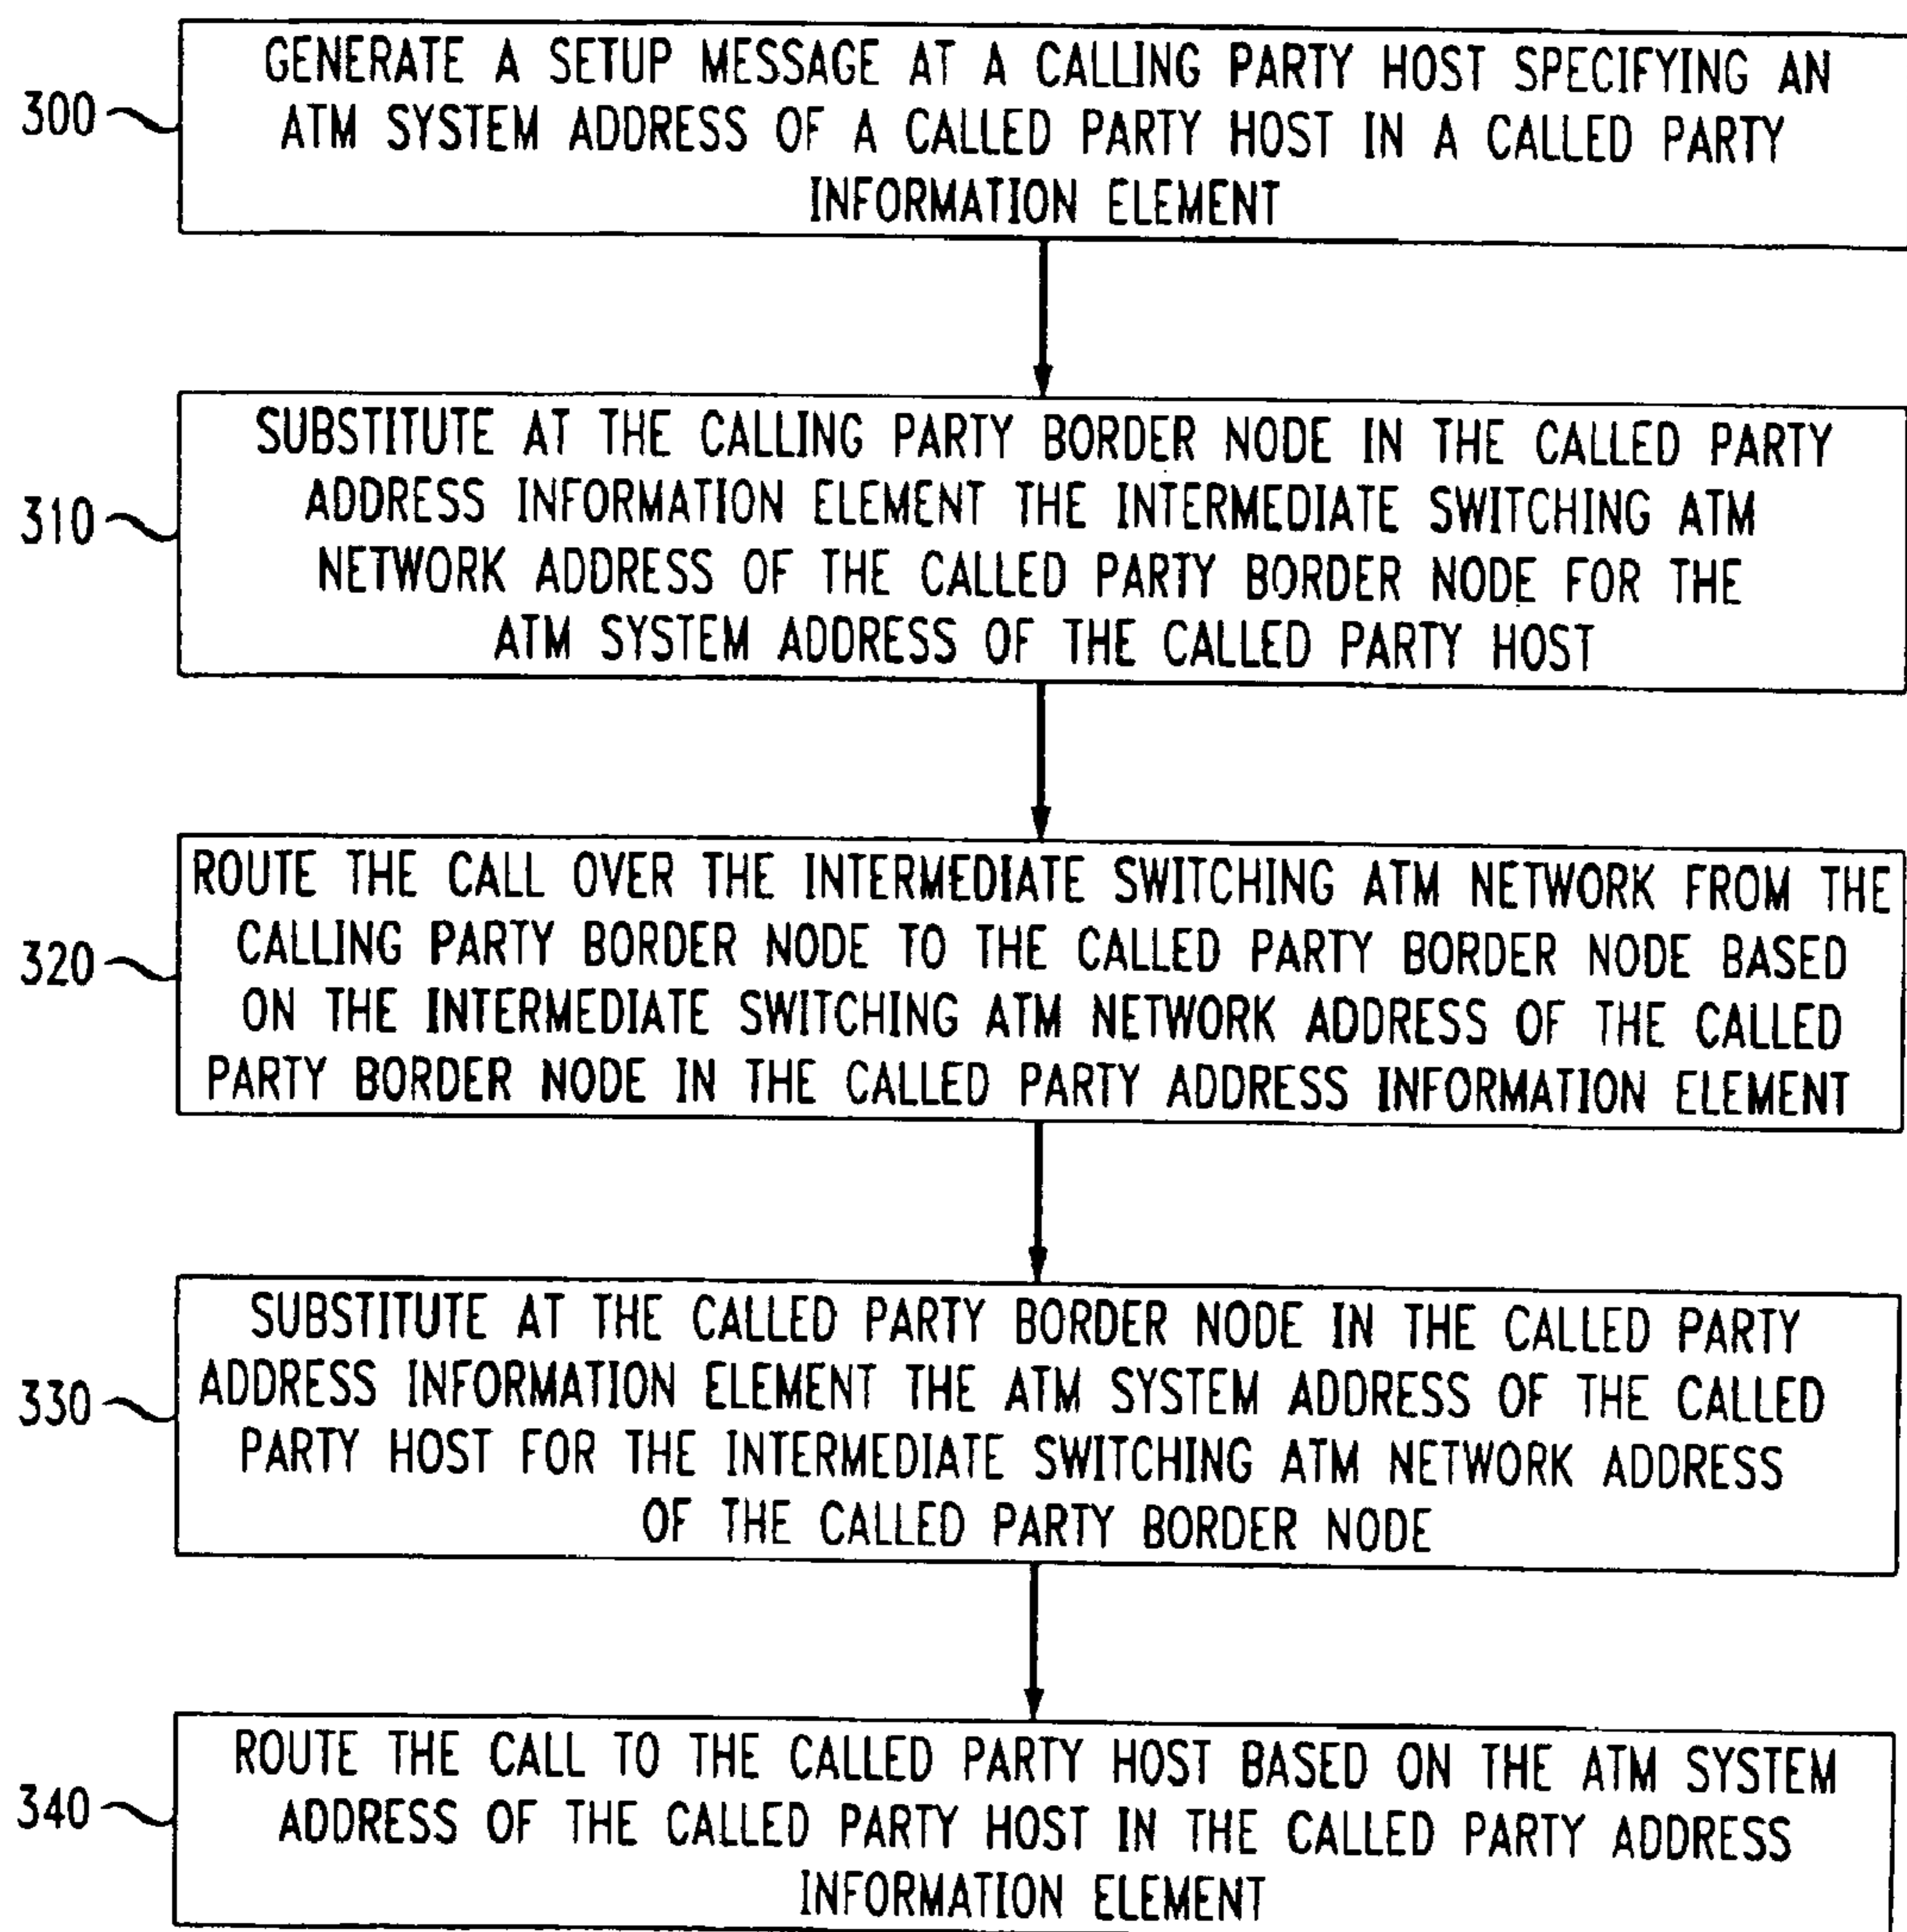 300
GENERATE A SETUP MESSAGE AT A CALLING PARTY HOST SPECIFYING AN
ATM SYSTEM ADDRESS OF A CALLED PARTY HOST IN A CALLED PARTY
INFORMATION ELEMENT
310
SUBSTITUTE AT THE CALLING PARTY BORDER NODE IN THE CALLED PARTY
ADDRESS INFORMATION ELEMENT THE INTERMEDIATE SWITCHING ATM
NETWORK ADDRESS OF THE CALLED PARTY BORDER NODE FOR THE
ATM SYSTEM ADDRESS OF THE CALLED PARTY HOST
320
ROUTE THE CALL OVER THE INTERMEDIATE SWITCHING ATM NETWORK FROM THE
CALLING PARTY BORDER NODE TO THE CALLED PARTY BORDER NODE BASED
ON THE INTERMEDIATE SWITCHING ATM NETWORK ADDRESS OF THE CALLED
PARTY BORDER NODE IN THE CALLED PARTY ADDRESS INFORMATION ELEMENT
330
SUBSTITUTE AT THE CALLED PARTY BORDER NODE IN THE CALLED PARTY
ADDRESS INFORMATION ELEMENT THE ATM SYSTEM ADDRESS OF THE CALLED
PARTY HOST FOR THE INTERMEDIATE SWITCHING ATM NETWORK ADDRESS
OF THE CALLED PARTY BORDER NODE
340
ROUTE THE CALL TO THE CALLED PARTY HOST BASED ON THE ATM SYSTEM
ADDRESS OF THE CALLED PARTY HOST IN THE CALLED PARTY ADDRESS
INFORMATION ELEMENT